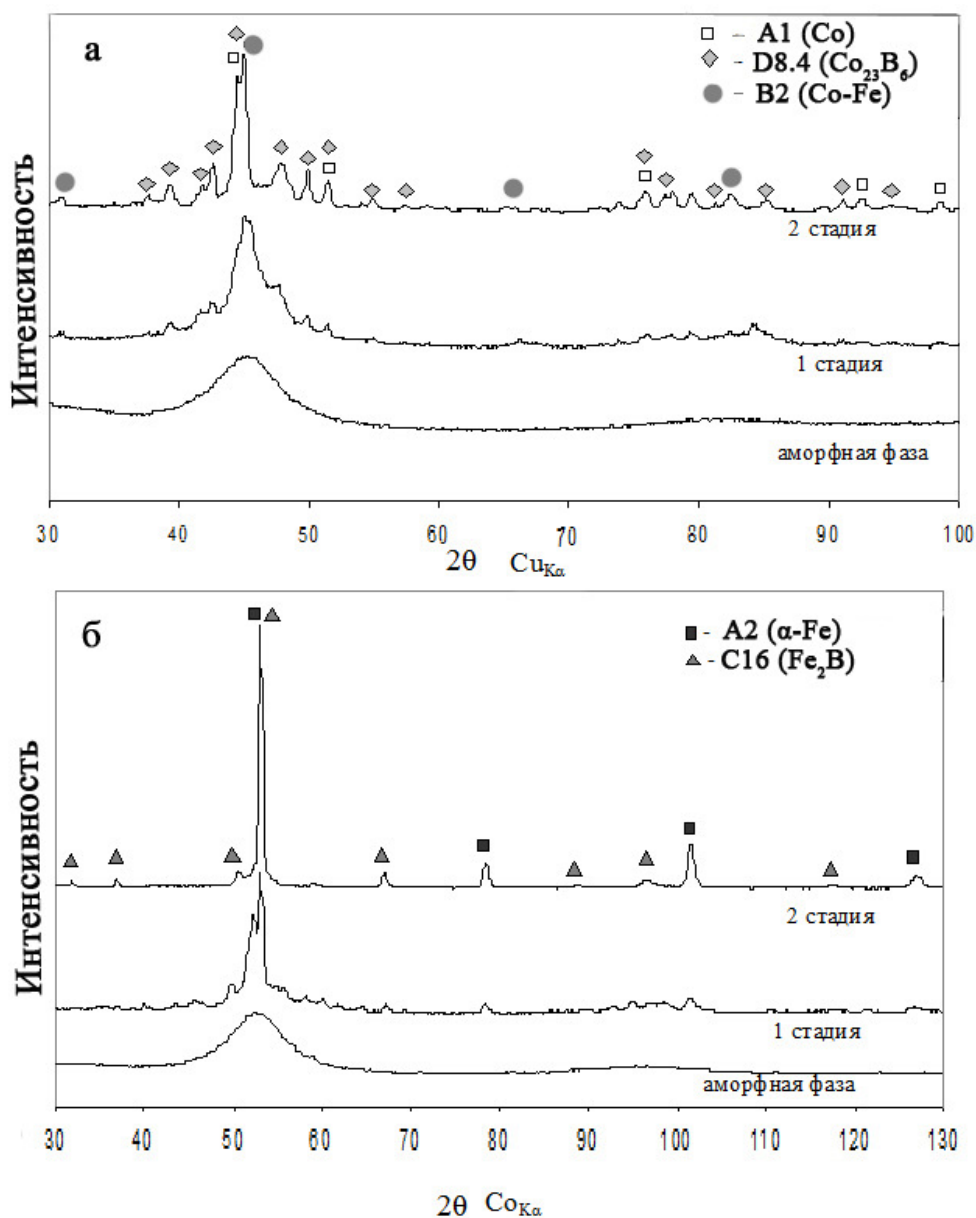 а
□ - A1 (Co)
◆ - D8.4 (Co₂₃B₆)
● - B2 (Co-Fe)
Интенсивность
2 стадия
1 стадия
аморфная фаза
30 40 50 60 70 80 90 100
2θ Cu_Kα
б
■ - A2 (α-Fe)
▲ - C16 (Fe₂B)
Интенсивность
2 стадия
1 стадия
аморфная фаза
30 40 50 60 70 80 90 100 110 120 130
2θ Co_Kα